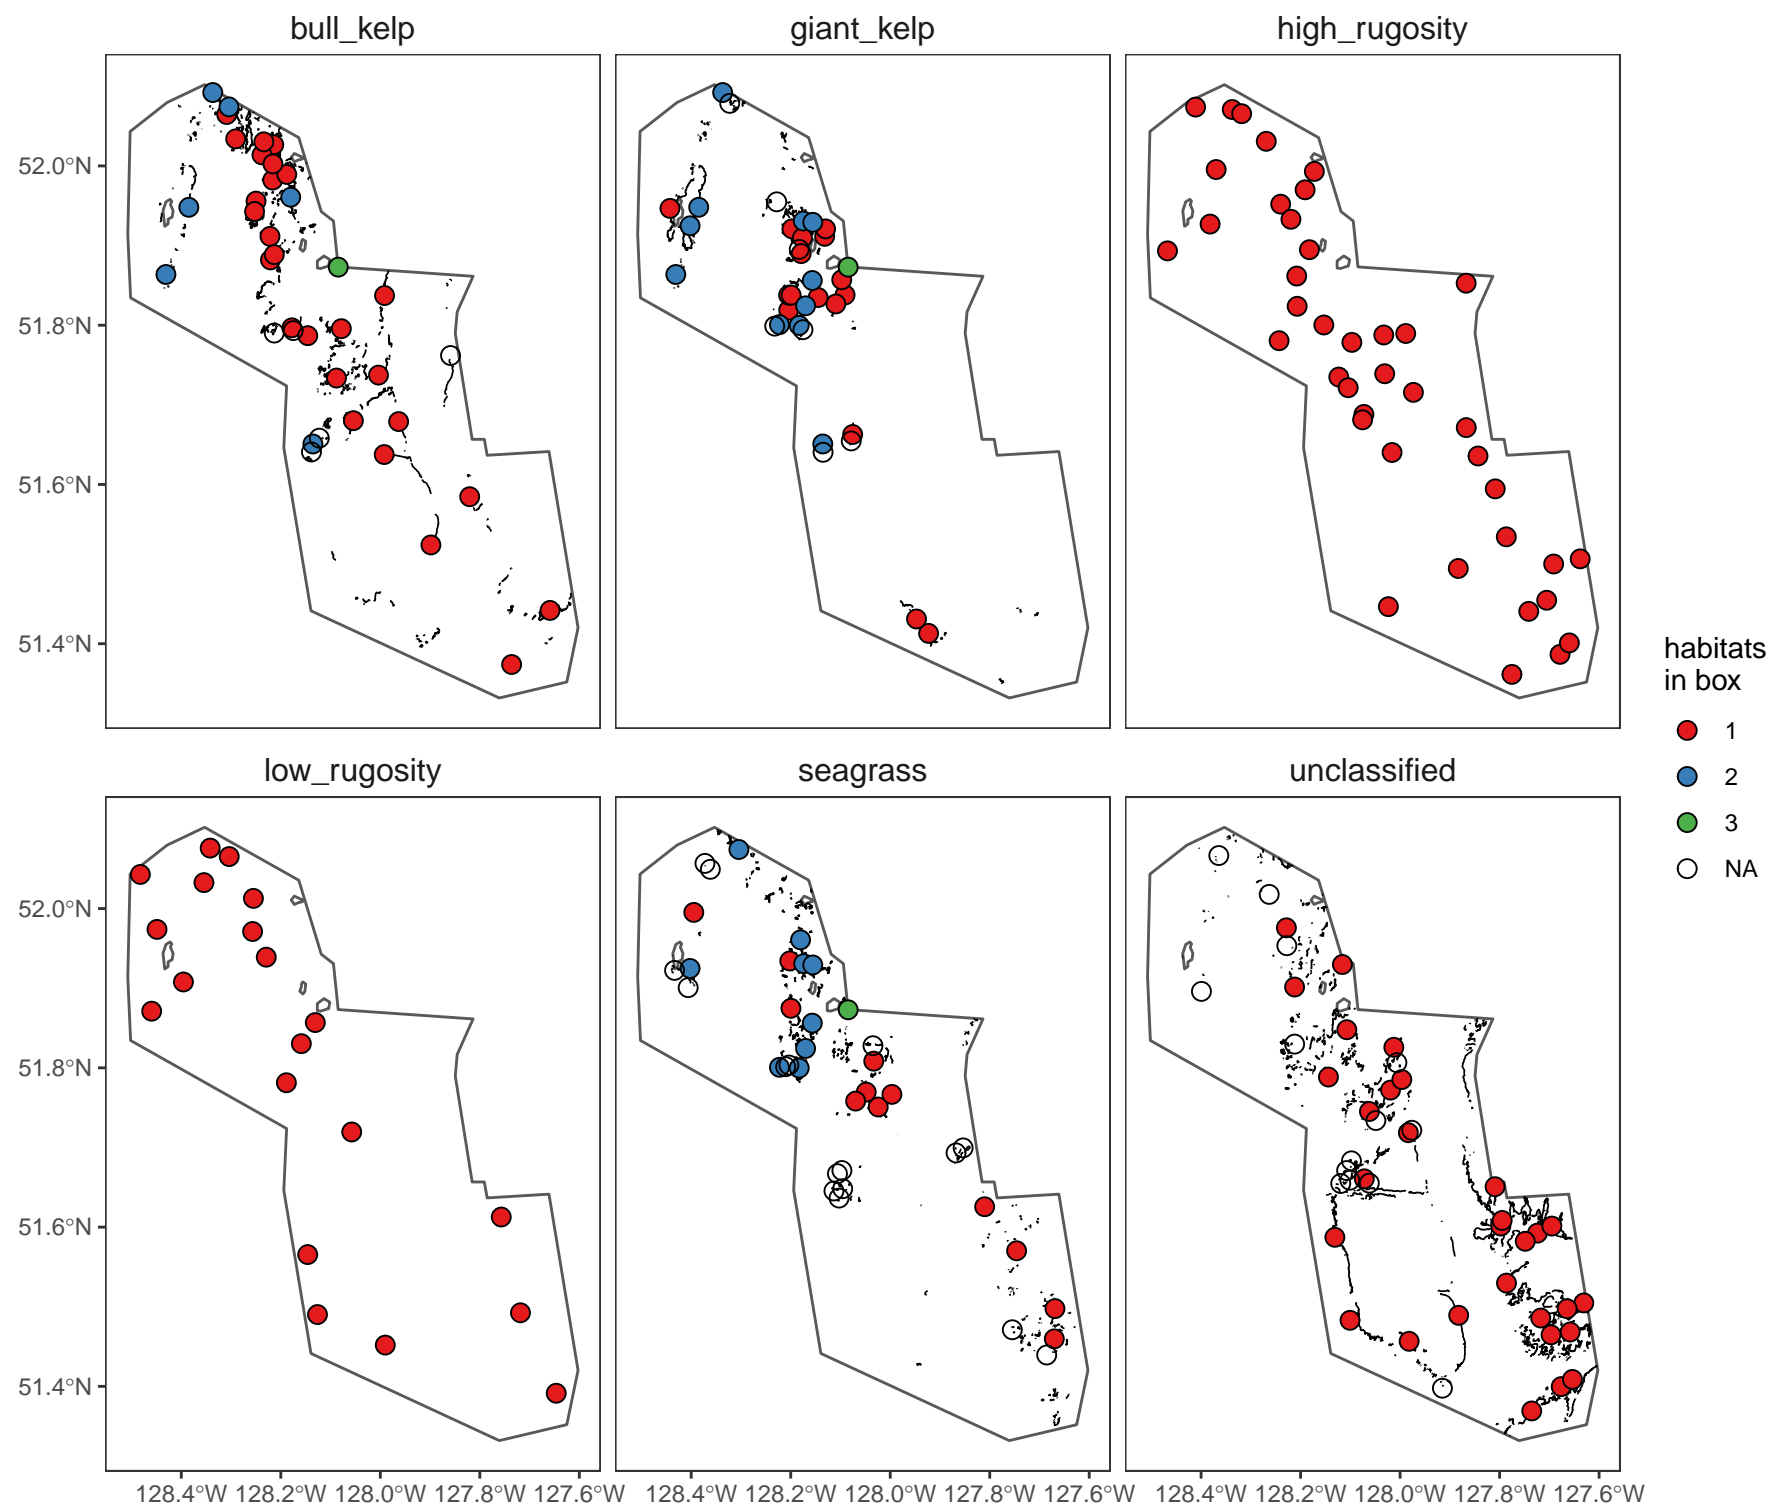 bull_kelp giant_kelp high_rugosity
52.0°N
51.8°N
51.6°N
51.4°N
habitats
in box
1
2
3
NA
low_rugosity seagrass unclassified
52.0°N
51.8°N
51.6°N
51.4°N
128.4°W 128.2°W 128.0°W 127.8°W 127.6°W 128.4°W 128.2°W 128.0°W 127.8°W 127.6°W 128.4°W 128.2°W 128.0°W 127.8°W 127.6°W